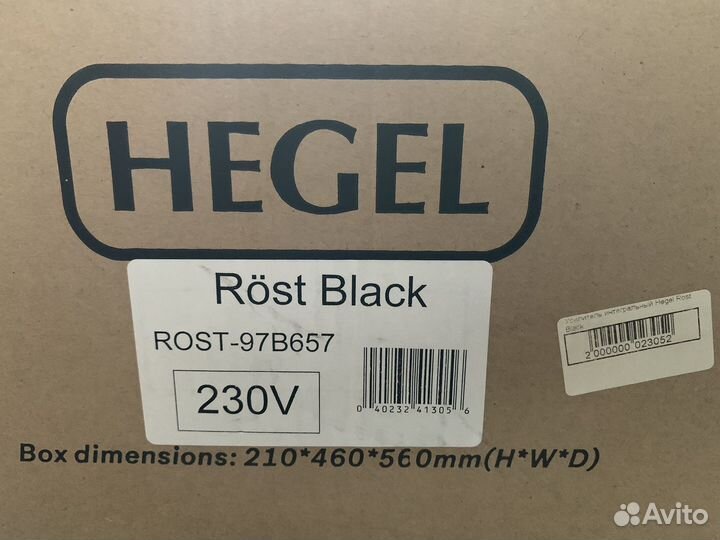 HEGEL
Röst Black
ROST-97B657
230V
0 40232 41305 6
Усилитель интегральный Hegel Rost
Black
2 000000 023052
Box dimensions: 210*460*560mm(H*W*D)
Avito